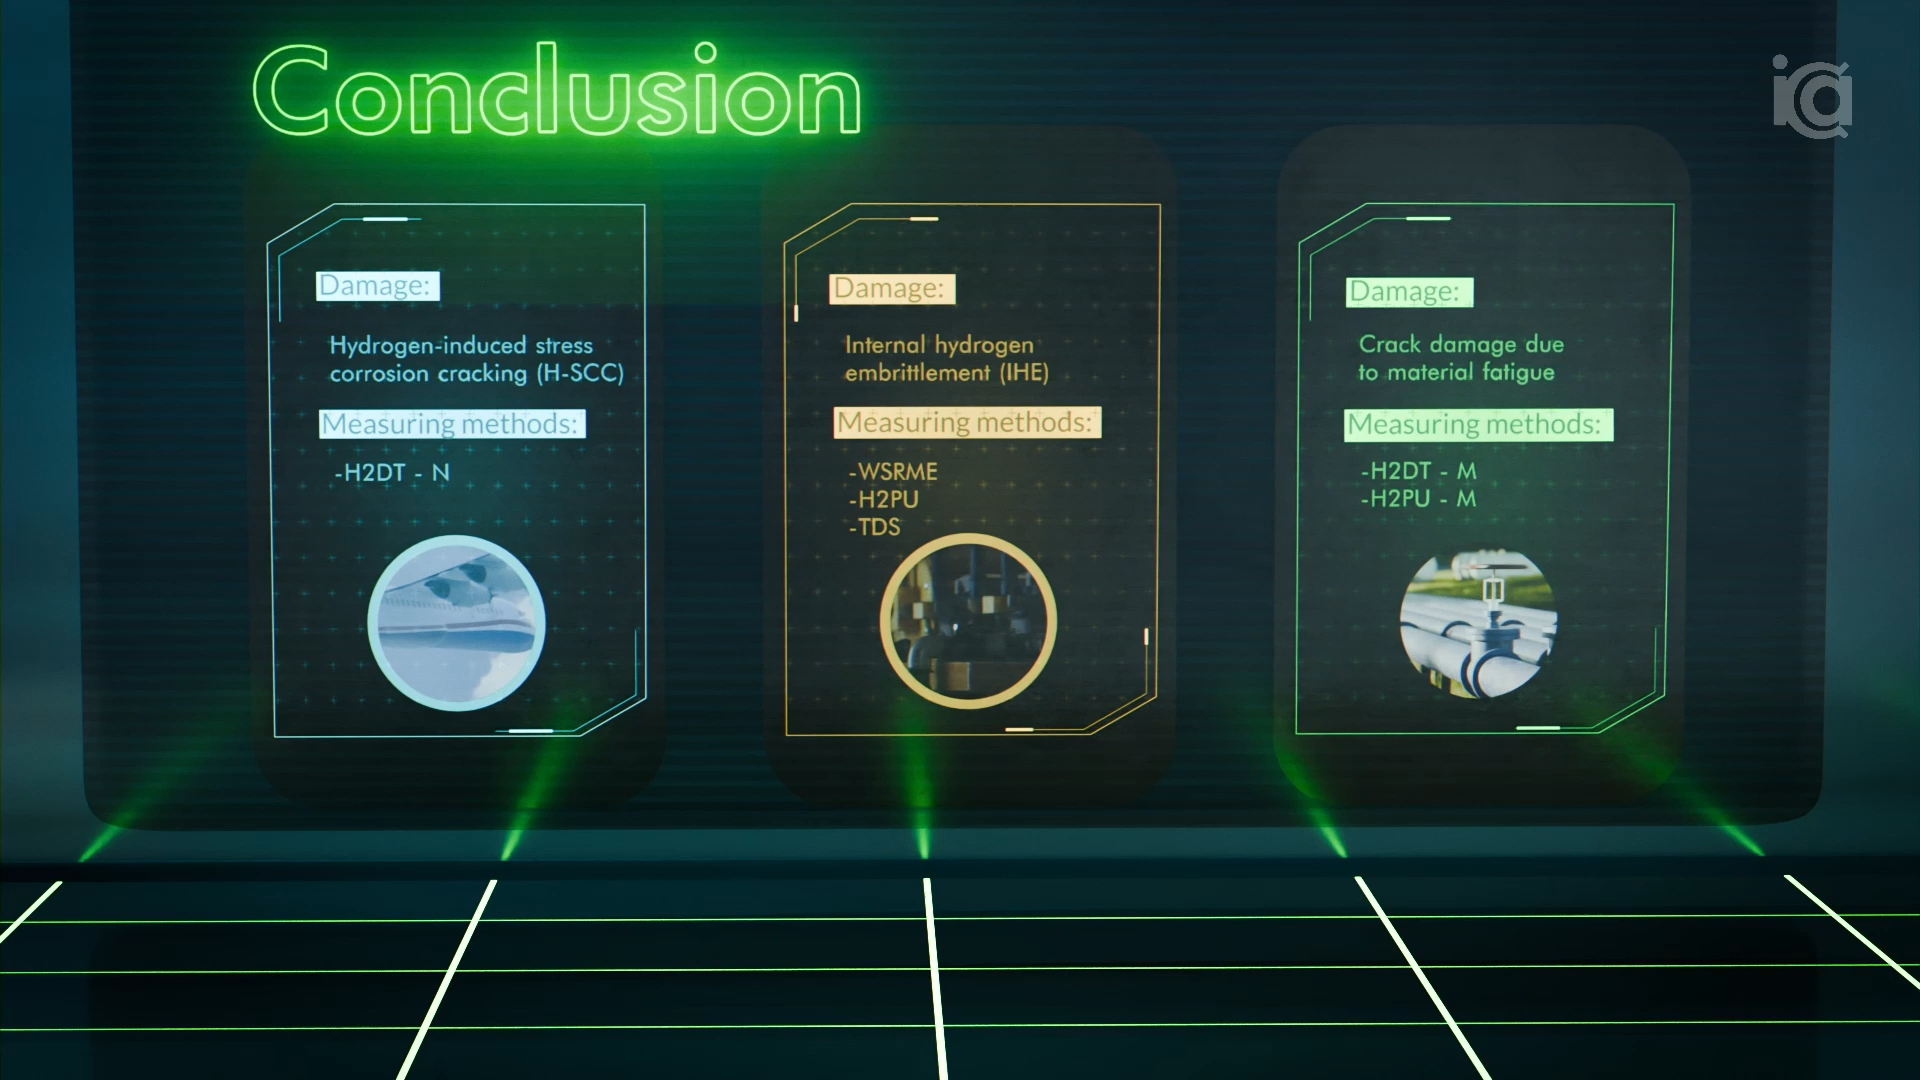 Conclusion
ia
Damage:
Hydrogen-induced stress
corrosion cracking (H-SCC)
Measuring methods:
-H2DT - N
Damage:
Internal hydrogen
embrittlement (IHE)
Measuring methods:
-WSRME
-H2PU
-TDS
Damage:
Crack damage due
to material fatigue
Measuring methods:
-H2DT - M
-H2PU - M